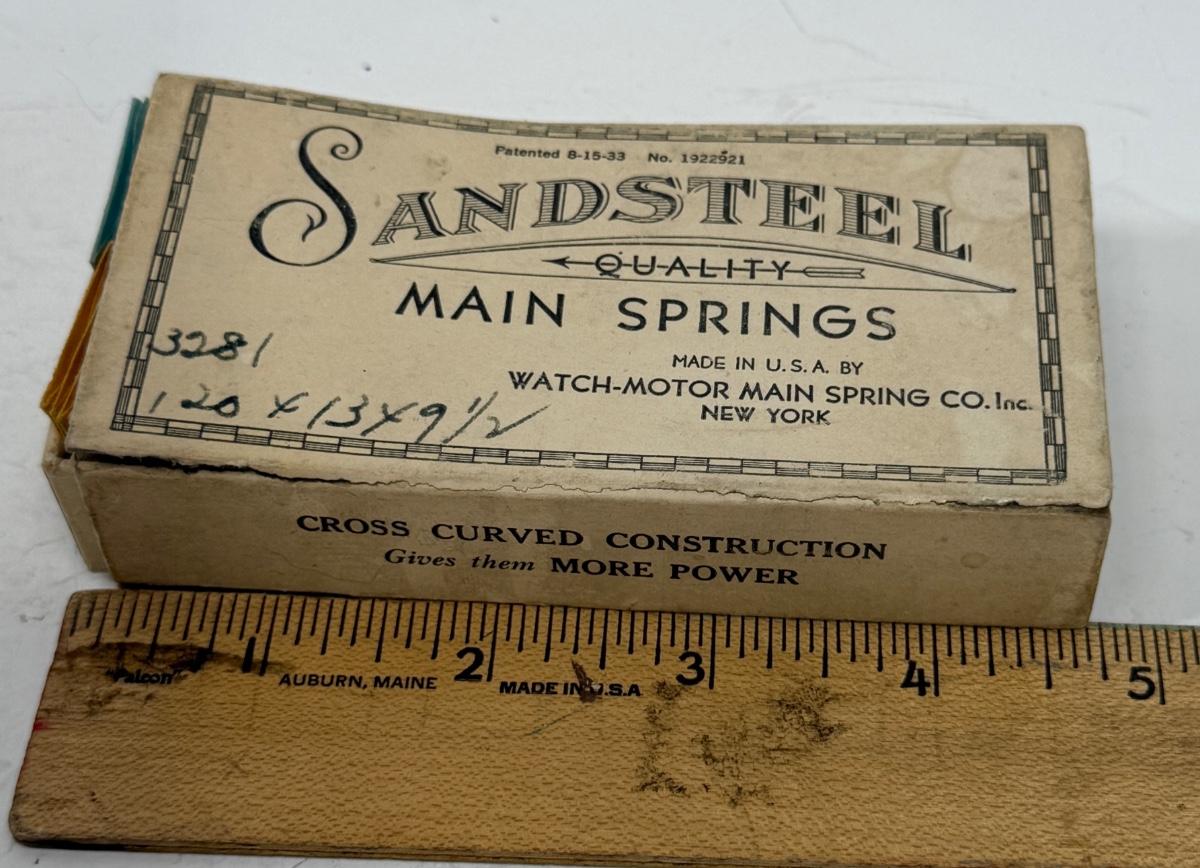 Patented 8-15-33 No. 1922921
SANDSTEEL
QUALITY
MAIN SPRINGS
3281
MADE IN U.S.A. BY
WATCH-MOTOR MAIN SPRING CO. Inc.
NEW YORK
120 x 13 x 9 1/2
CROSS CURVED CONSTRUCTION
Gives them MORE POWER
1 2 3 4 5
"Falcon" AUBURN, MAINE MADE IN U.S.A